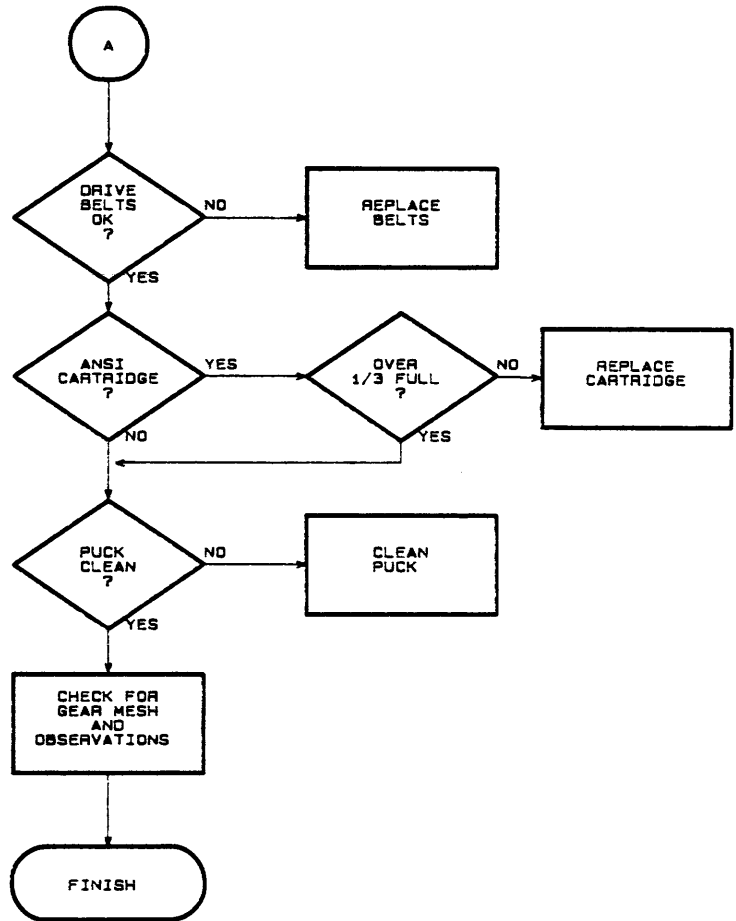 A
DRIVE
BELTS
OK
?
NO
REPLACE
BELTS
YES
ANSI
CARTRIDGE
?
YES
OVER
1/3 FULL
?
NO
REPLACE
CARTRIDGE
NO
YES
PUCK
CLEAN
?
NO
CLEAN
PUCK
YES
CHECK FOR
GEAR MESH
AND
OBSERVATIONS
FINISH